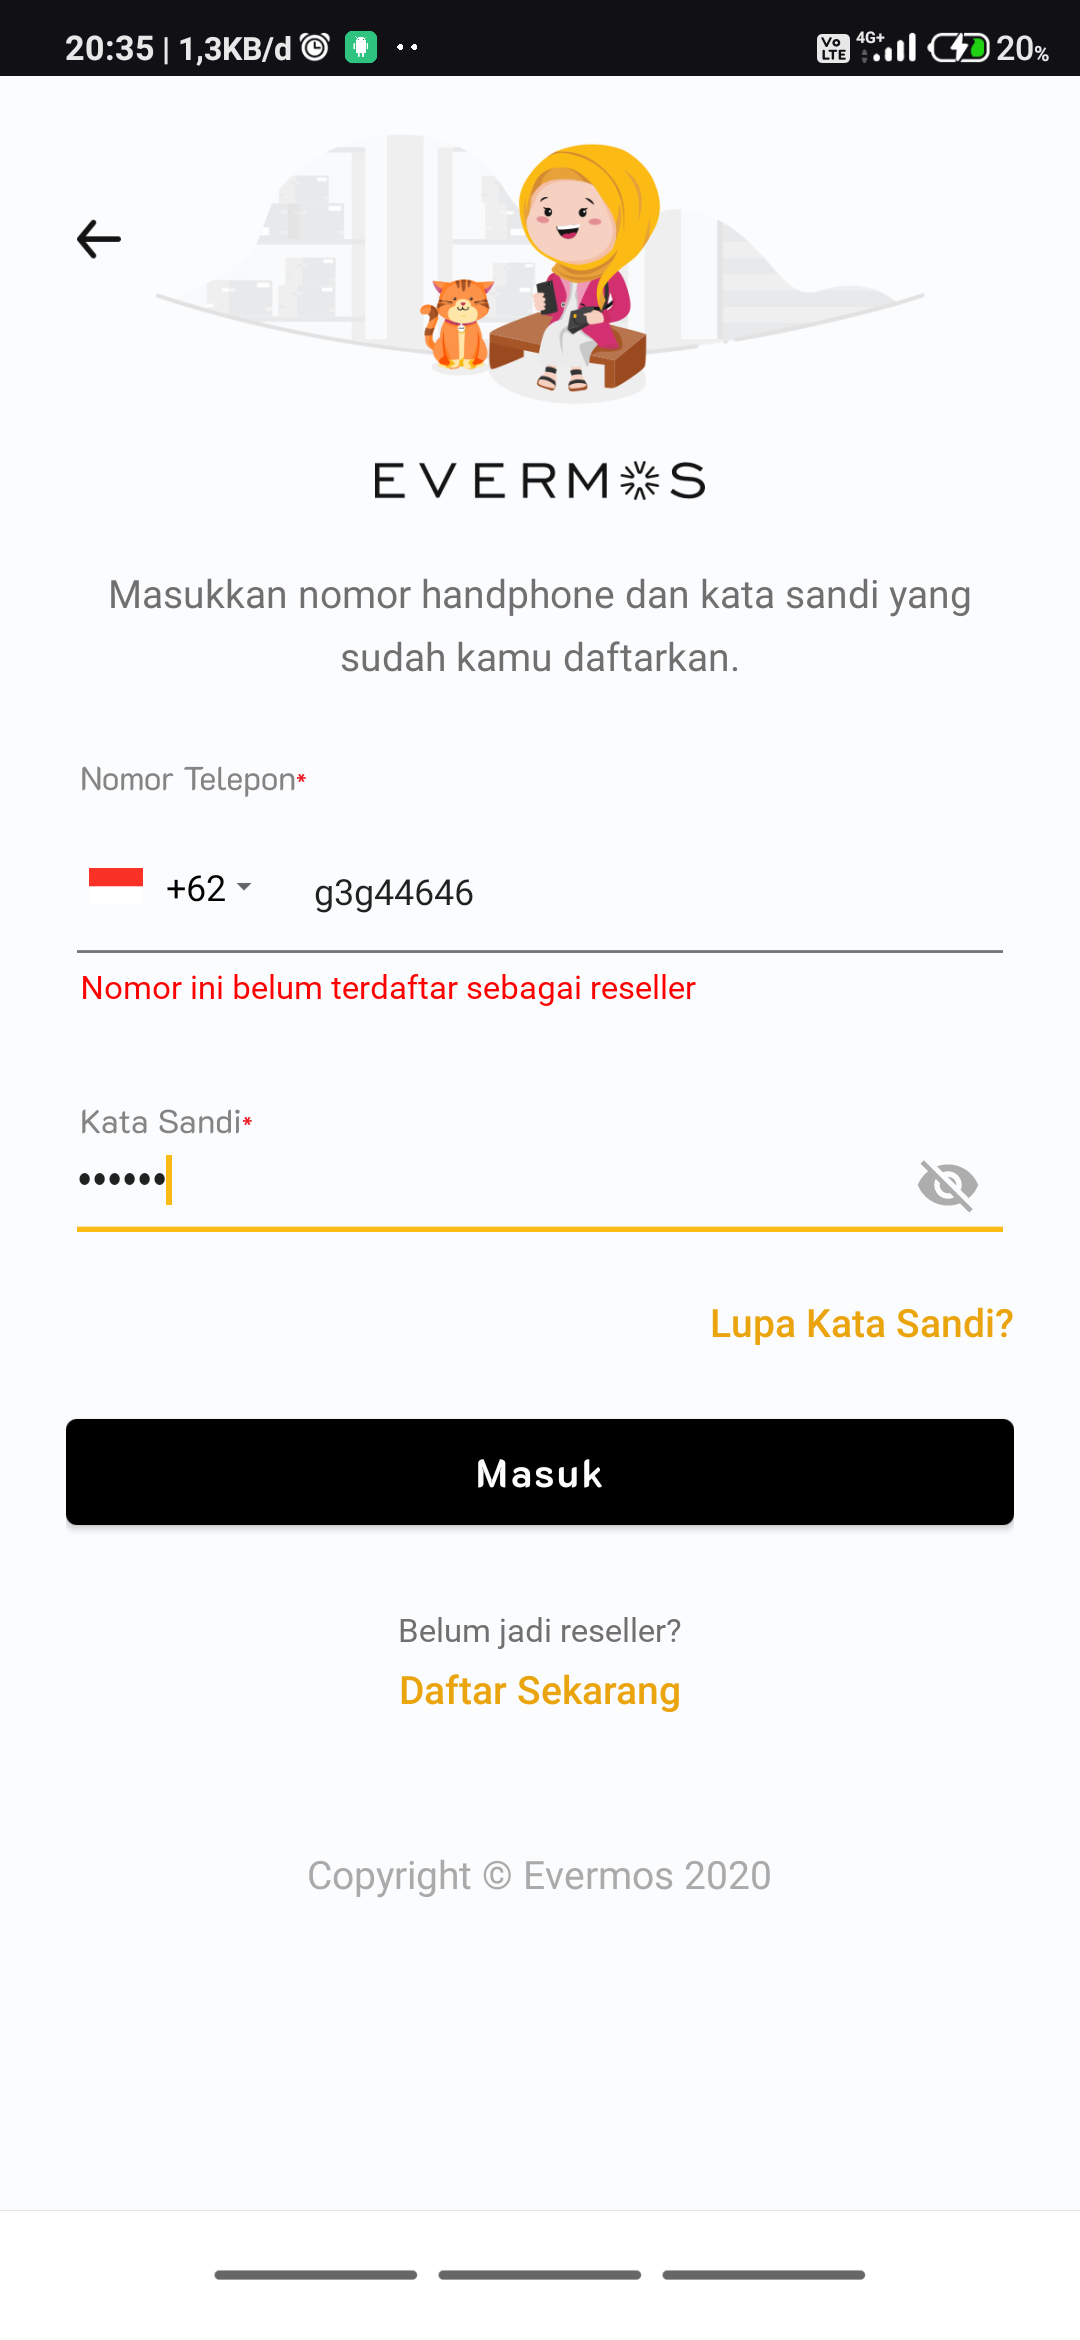 20:35 | 1,3KB/d
Vo LTE 4G+ 20%
EVERMOS
Masukkan nomor handphone dan kata sandi yang
sudah kamu daftarkan.
Nomor Telepon*
+62 g3g44646
Nomor ini belum terdaftar sebagai reseller
Kata Sandi*
••••••
Lupa Kata Sandi?
Masuk
Belum jadi reseller?
Daftar Sekarang
Copyright © Evermos 2020